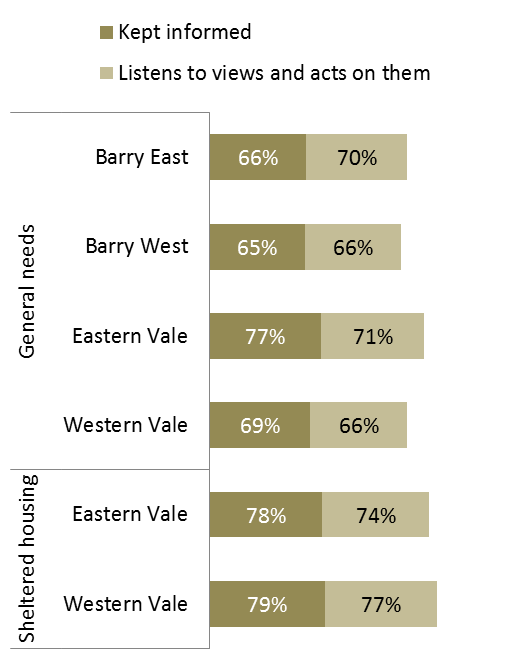 Kept informed
Listens to views and acts on them
General needs
Barry East 66% 70%
Barry West 65% 66%
Eastern Vale 77% 71%
Western Vale 69% 66%
Sheltered housing
Eastern Vale 78% 74%
Western Vale 79% 77%